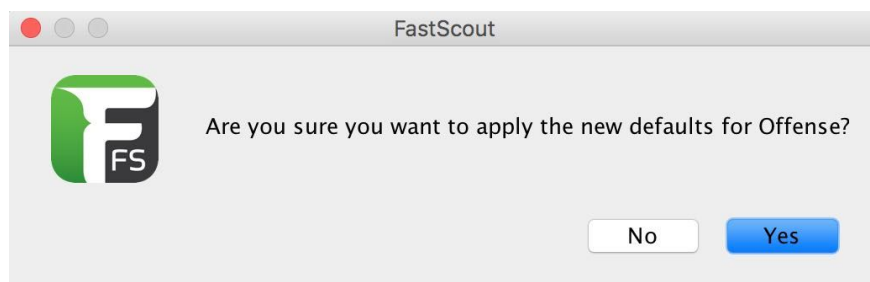 FastScout
Are you sure you want to apply the new defaults for Offense?
FS
No Yes